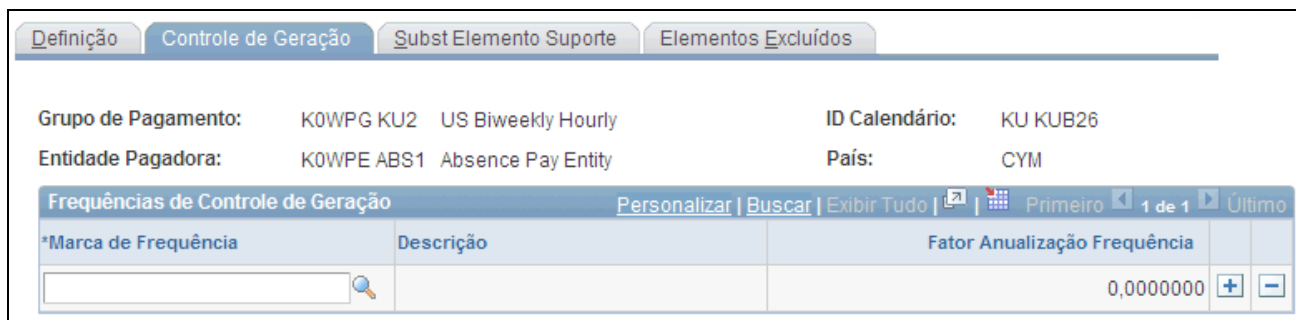 Definição Controle de Geração Subst Elemento Suporte Elementos Excluídos
Grupo de Pagamento: K0WPG KU2 US Biweekly Hourly ID Calendário: KU KUB26
Entidade Pagadora: K0WPE ABS1 Absence Pay Entity País: CYM
Frequências de Controle de Geração Personalizar | Buscar | Exibir Tudo | | Primeiro 1 de 1 Último
*Marca de Frequência Descrição Fator Anualização Frequência
0,0000000